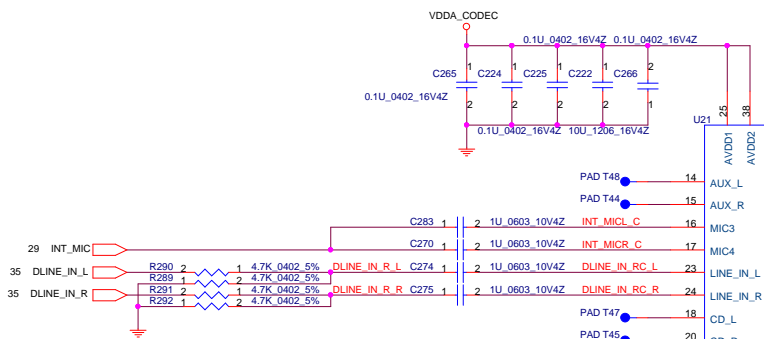 VDDA_CODEC
0.1U_0402_16V4Z 0.1U_0402_16V4Z
1 1 1 1 2
C265 C224 C225 C222 C266
0.1U_0402_16V4Z
2 2 2 2 1
0.1U_0402_16V4Z 10U_1206_16V4Z
U21
25 38
AVDD1 AVDD2
PAD T48 14 AUX_L
PAD T44 15 AUX_R
C283 1 2 1U_0603_10V4Z INT_MICL_C 16 MIC3
29 INT_MIC C270 1 2 1U_0603_10V4Z INT_MICR_C 17 MIC4
35 DLINE_IN_L R290 2 1 4.7K_0402_5% DLINE_IN_R_L C274 1 2 1U_0603_10V4Z DLINE_IN_RC_L 23 LINE_IN_L
R289 1 2 4.7K_0402_5%
35 DLINE_IN_R R291 2 1 4.7K_0402_5% DLINE_IN_R_R C275 1 2 1U_0603_10V4Z DLINE_IN_RC_R 24 LINE_IN_R
R292 1 2 4.7K_0402_5%
PAD T47 18 CD_L
PAD T45 20